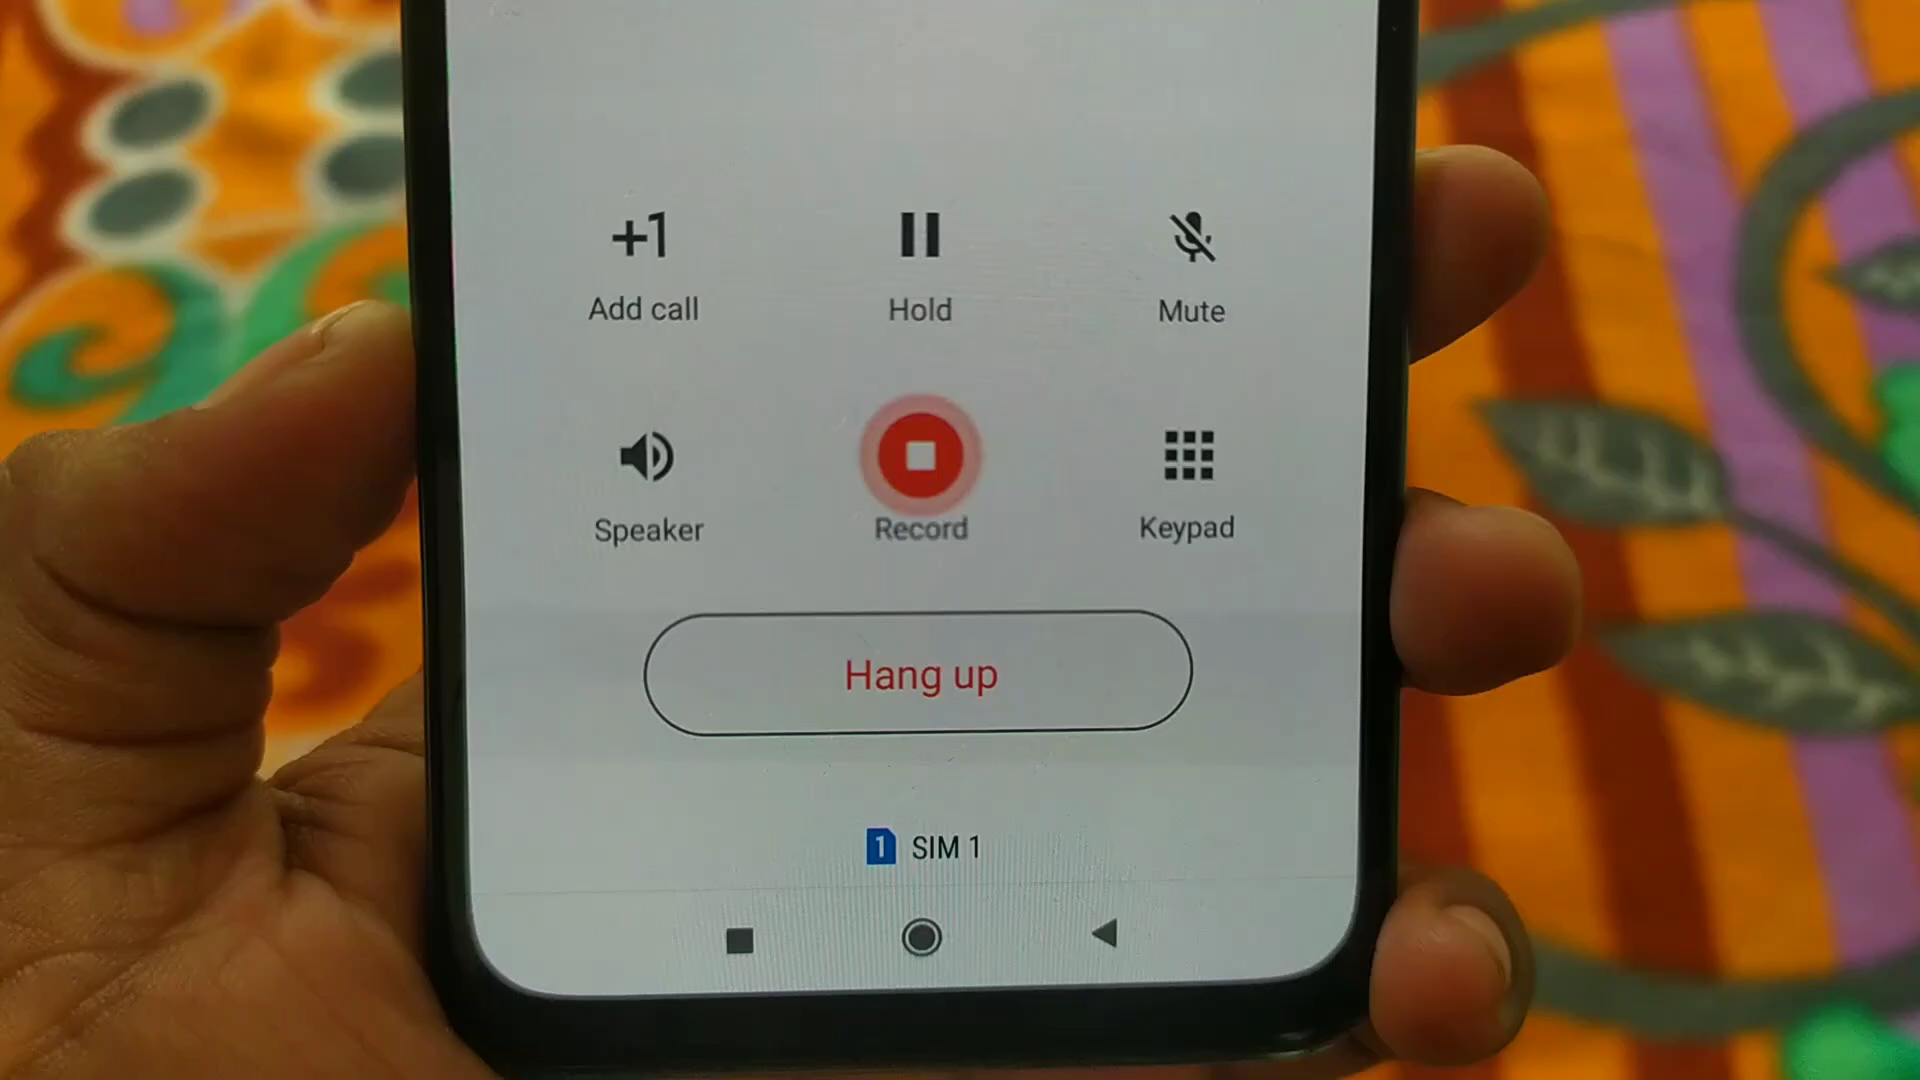 +1
Add call
Hold
Mute
Speaker
Record
Keypad
Hang up
1 SIM 1